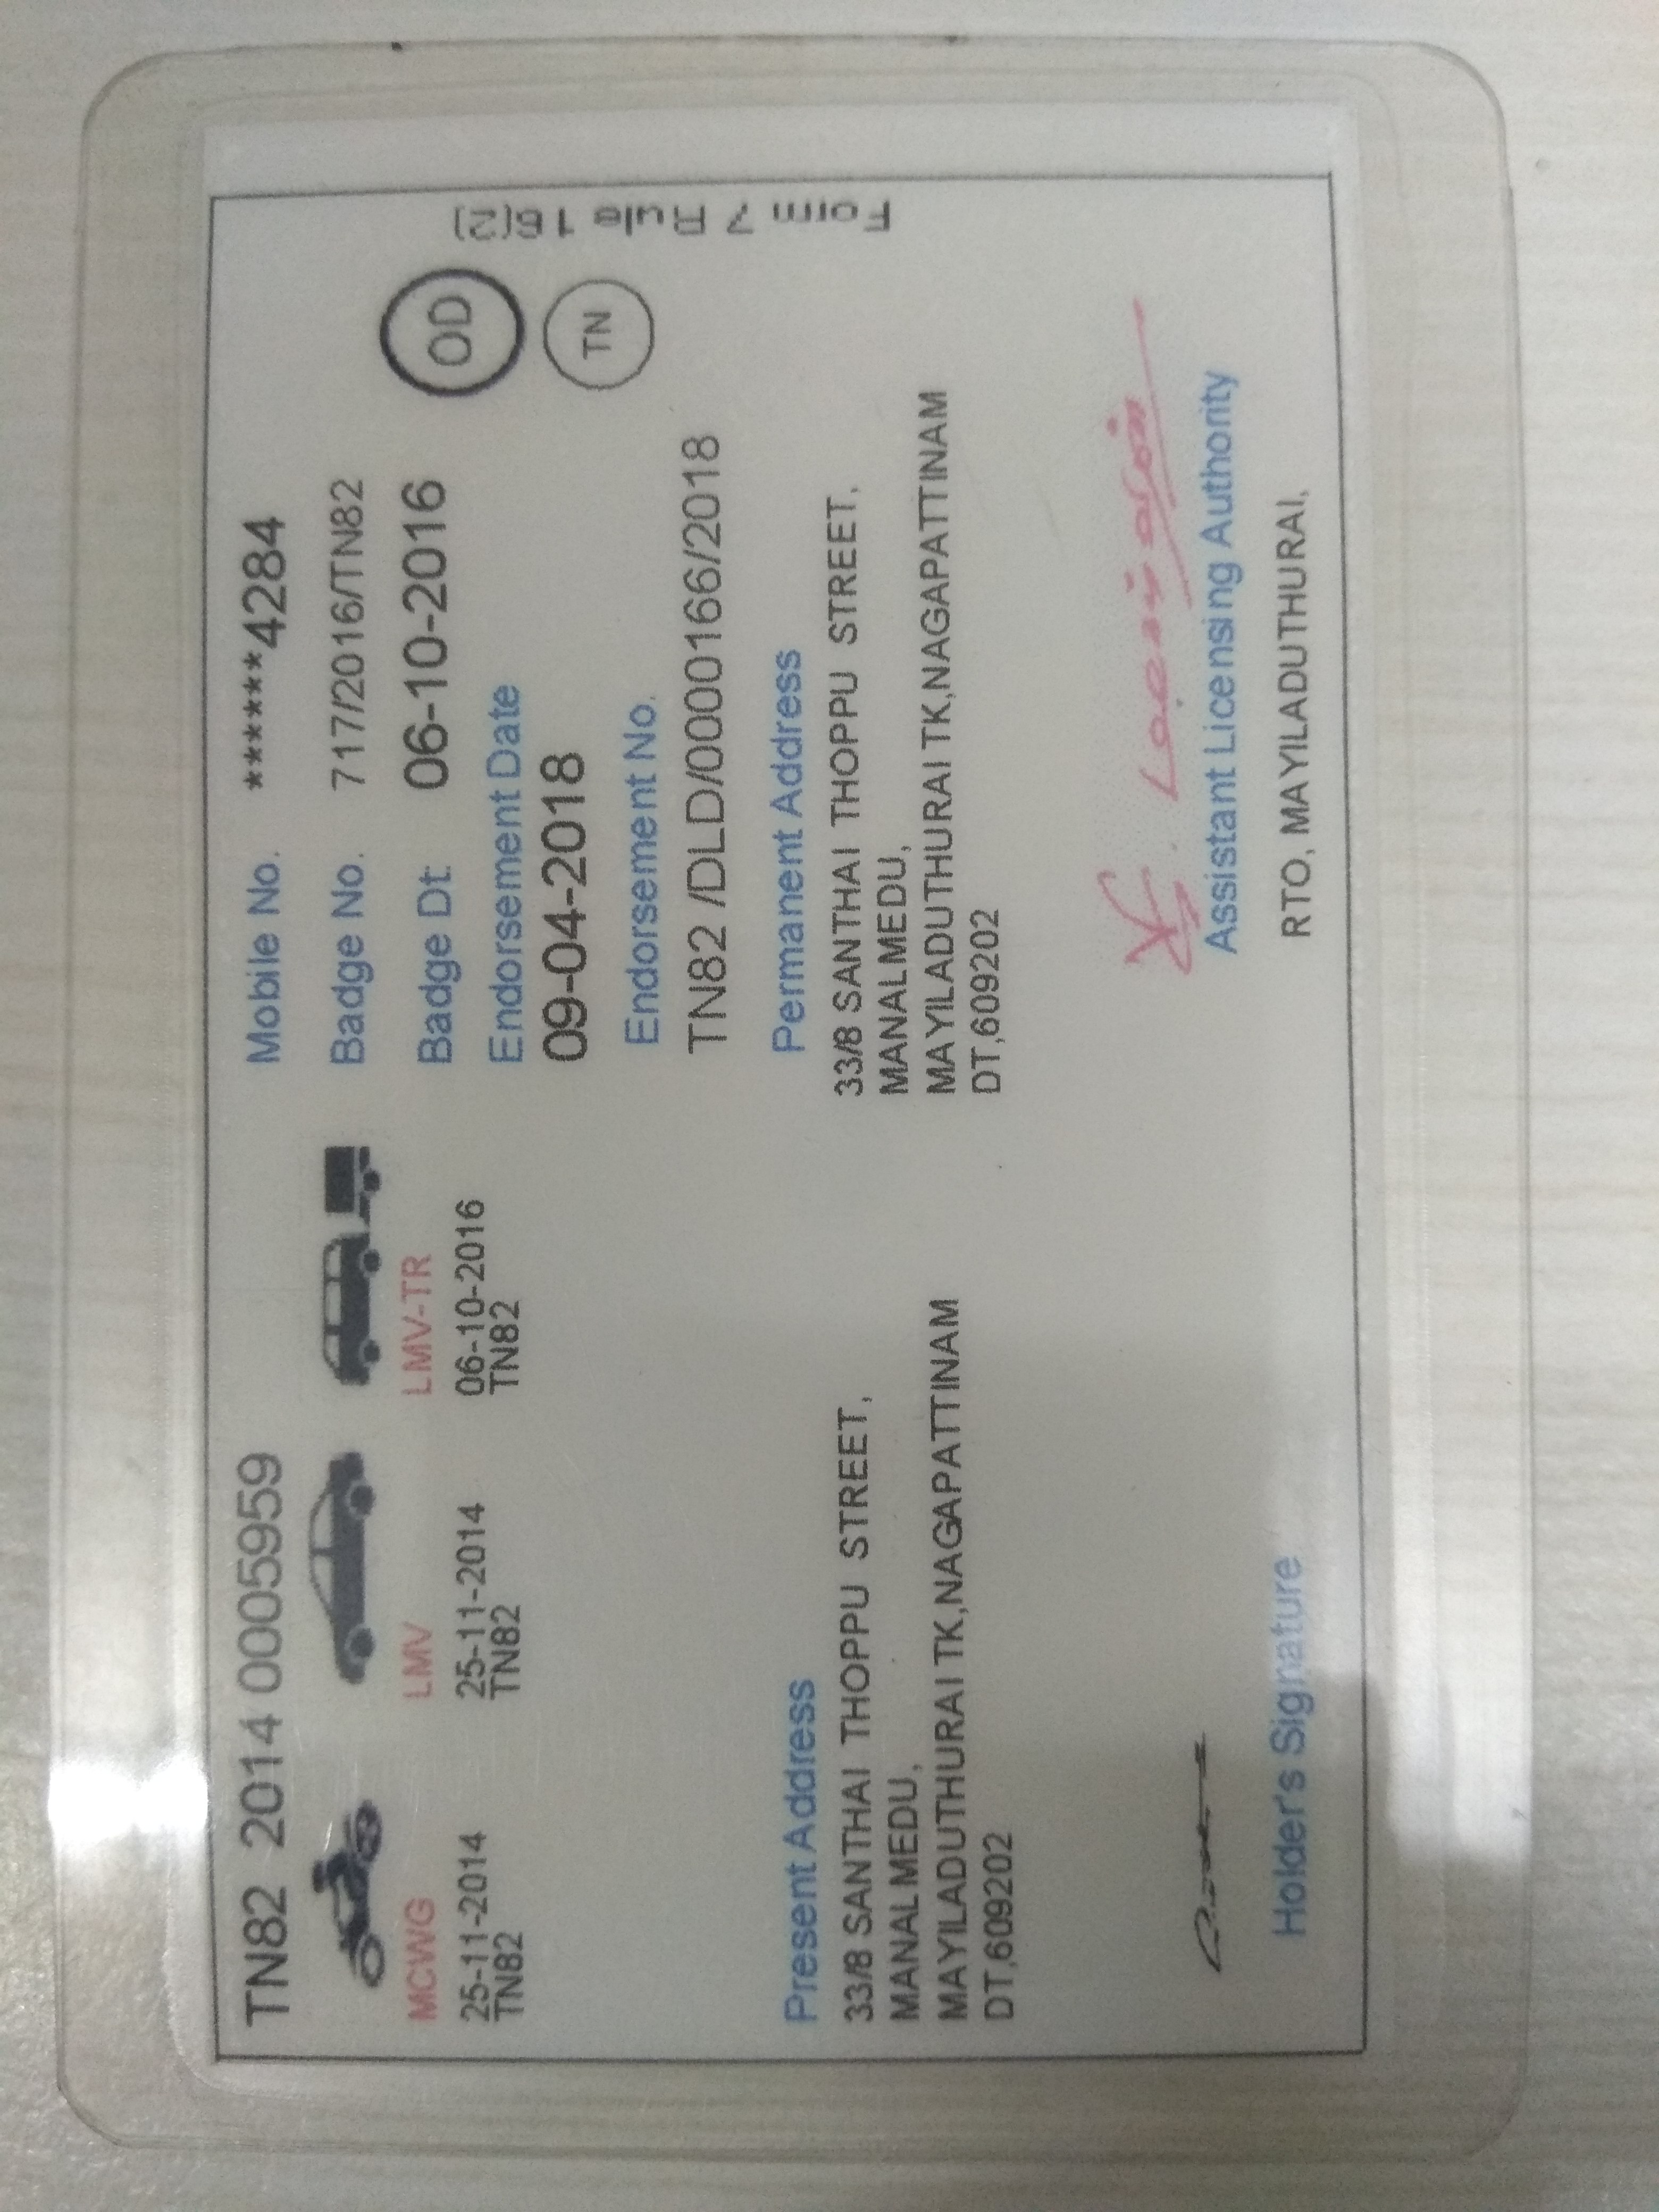 TN82 2014 0005959
MCWG
25-11-2014
TN82
LMV
25-11-2014
TN82
LMV-TR
06-10-2016
TN82
Mobile No. ******4284
Badge No. 717/2016/TN82
Badge Dt 06-10-2016
Endorsement Date
09-04-2018
Endorsement No.
TN82 /DLD/0000166/2018
OD
TN
Form 7 Rule 16(2)
Present Address
33/8 SANTHAI THOPPU STREET,
MANALMEDU,
MAYILADUTHURAI TK,NAGAPATTINAM
DT,609202
Permanent Address
33/8 SANTHAI THOPPU STREET,
MANALMEDU,
MAYILADUTHURAI TK,NAGAPATTINAM
DT,609202
Holder's Signature
Assistant Licensing Authority
RTO, MAYILADUTHURAI,